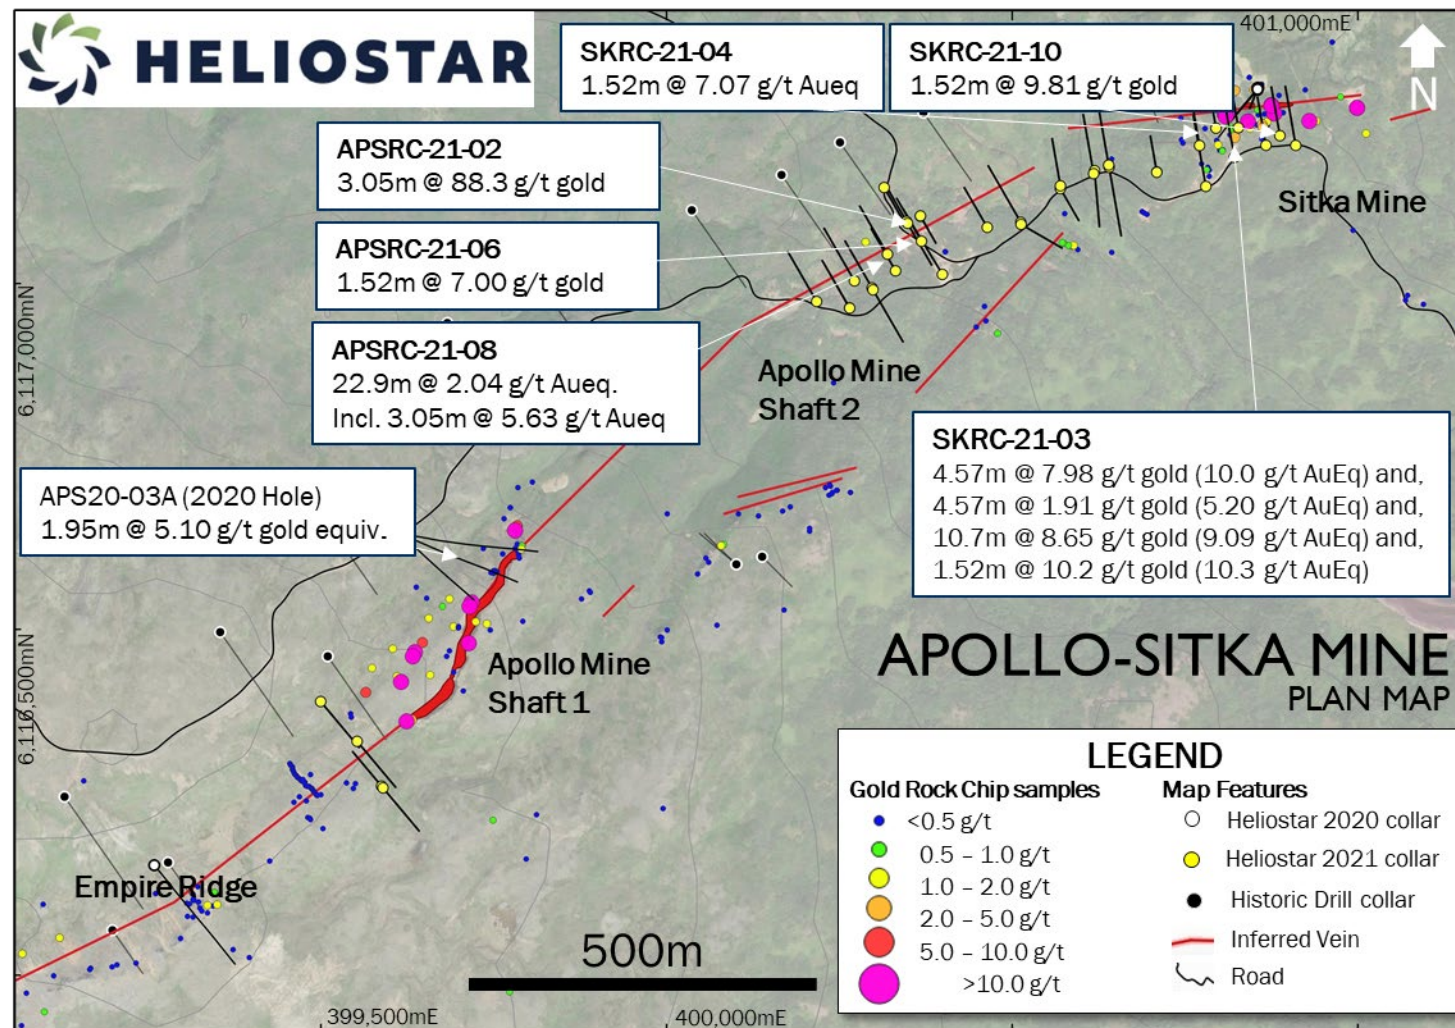 HELIOSTAR
401,000mE
N
SKRC-21-04
1.52m @ 7.07 g/t Aueq
SKRC-21-10
1.52m @ 9.81 g/t gold
APSRC-21-02
3.05m @ 88.3 g/t gold
APSRC-21-06
1.52m @ 7.00 g/t gold
APSRC-21-08
22.9m @ 2.04 g/t Aueq.
Incl. 3.05m @ 5.63 g/t Aueq
Sitka Mine
6,117,000mN
Apollo Mine
Shaft 2
SKRC-21-03
4.57m @ 7.98 g/t gold (10.0 g/t AuEq) and,
4.57m @ 1.91 g/t gold (5.20 g/t AuEq) and,
10.7m @ 8.65 g/t gold (9.09 g/t AuEq) and,
1.52m @ 10.2 g/t gold (10.3 g/t AuEq)
APS20-03A (2020 Hole)
1.95m @ 5.10 g/t gold equiv.
6,116,500mN
Apollo Mine
Shaft 1
APOLLO-SITKA MINE
PLAN MAP
Empire Ridge
500m
399,500mE
400,000mE
LEGEND
Gold Rock Chip samples
<0.5 g/t
0.5 – 1.0 g/t
1.0 – 2.0 g/t
2.0 – 5.0 g/t
5.0 – 10.0 g/t
>10.0 g/t
Map Features
Heliostar 2020 collar
Heliostar 2021 collar
Historic Drill collar
Inferred Vein
Road